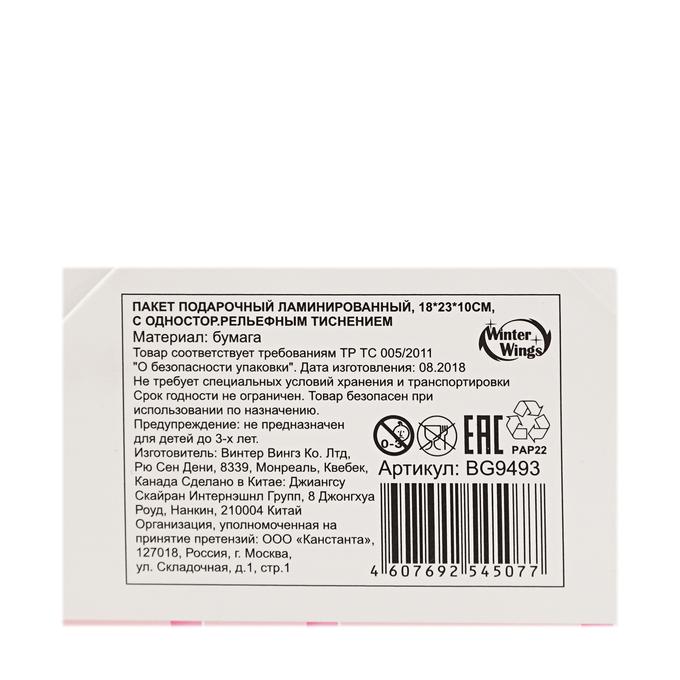 ПАКЕТ ПОДАРОЧНЫЙ ЛАМИНИРОВАННЫЙ, 18*23*10СМ,
С ОДНОСТОР.РЕЛЬЕФНЫМ ТИСНЕНИЕМ
Материал: бумага
Товар соответствует требованиям ТР ТС 005/2011
"О безопасности упаковки". Дата изготовления: 08.2018
Не требует специальных условий хранения и транспортировки
Срок годности не ограничен. Товар безопасен при
использовании по назначению.
Предупреждение: не предназначен
для детей до 3-х лет.
Изготовитель: Винтер Вингз Ко. Лтд,
Рю Сен Дени, 8339, Монреаль, Квебек,
Канада Сделано в Китае: Джиангсу
Скайран Интернэшнл Групп, 8 Джонгхуа
Роуд, Нанкин, 210004 Китай
Организация, уполномоченная на
принятие претензий: ООО «Канстанта»,
127018, Россия, г. Москва,
ул. Складочная, д.1, стр.1
Winter
Wings
0-3
EAC
PAP22
Артикул: BG9493
4 607692 545077